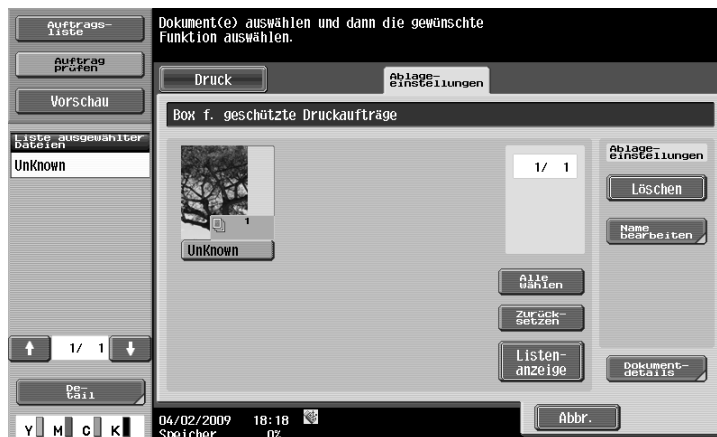 Auftrags-
liste
Auftrag
prüfen
Vorschau
Liste ausgewählter
Dateien
UnKnown
1/ 1
De-
tail
Y M C K
Dokument(e) auswählen und dann die gewünschte
Funktion auswählen.
Druck
Ablage-
einstellungen
Box f. geschützte Druckaufträge
1
UnKnown
1/ 1
Alle
wählen
Zurück-
setzen
Listen-
anzeige
Ablage-
einstellungen
Löschen
Name
bearbeiten
Dokument-
details
Abbr.
04/02/2009 18:18
Speicher 0%